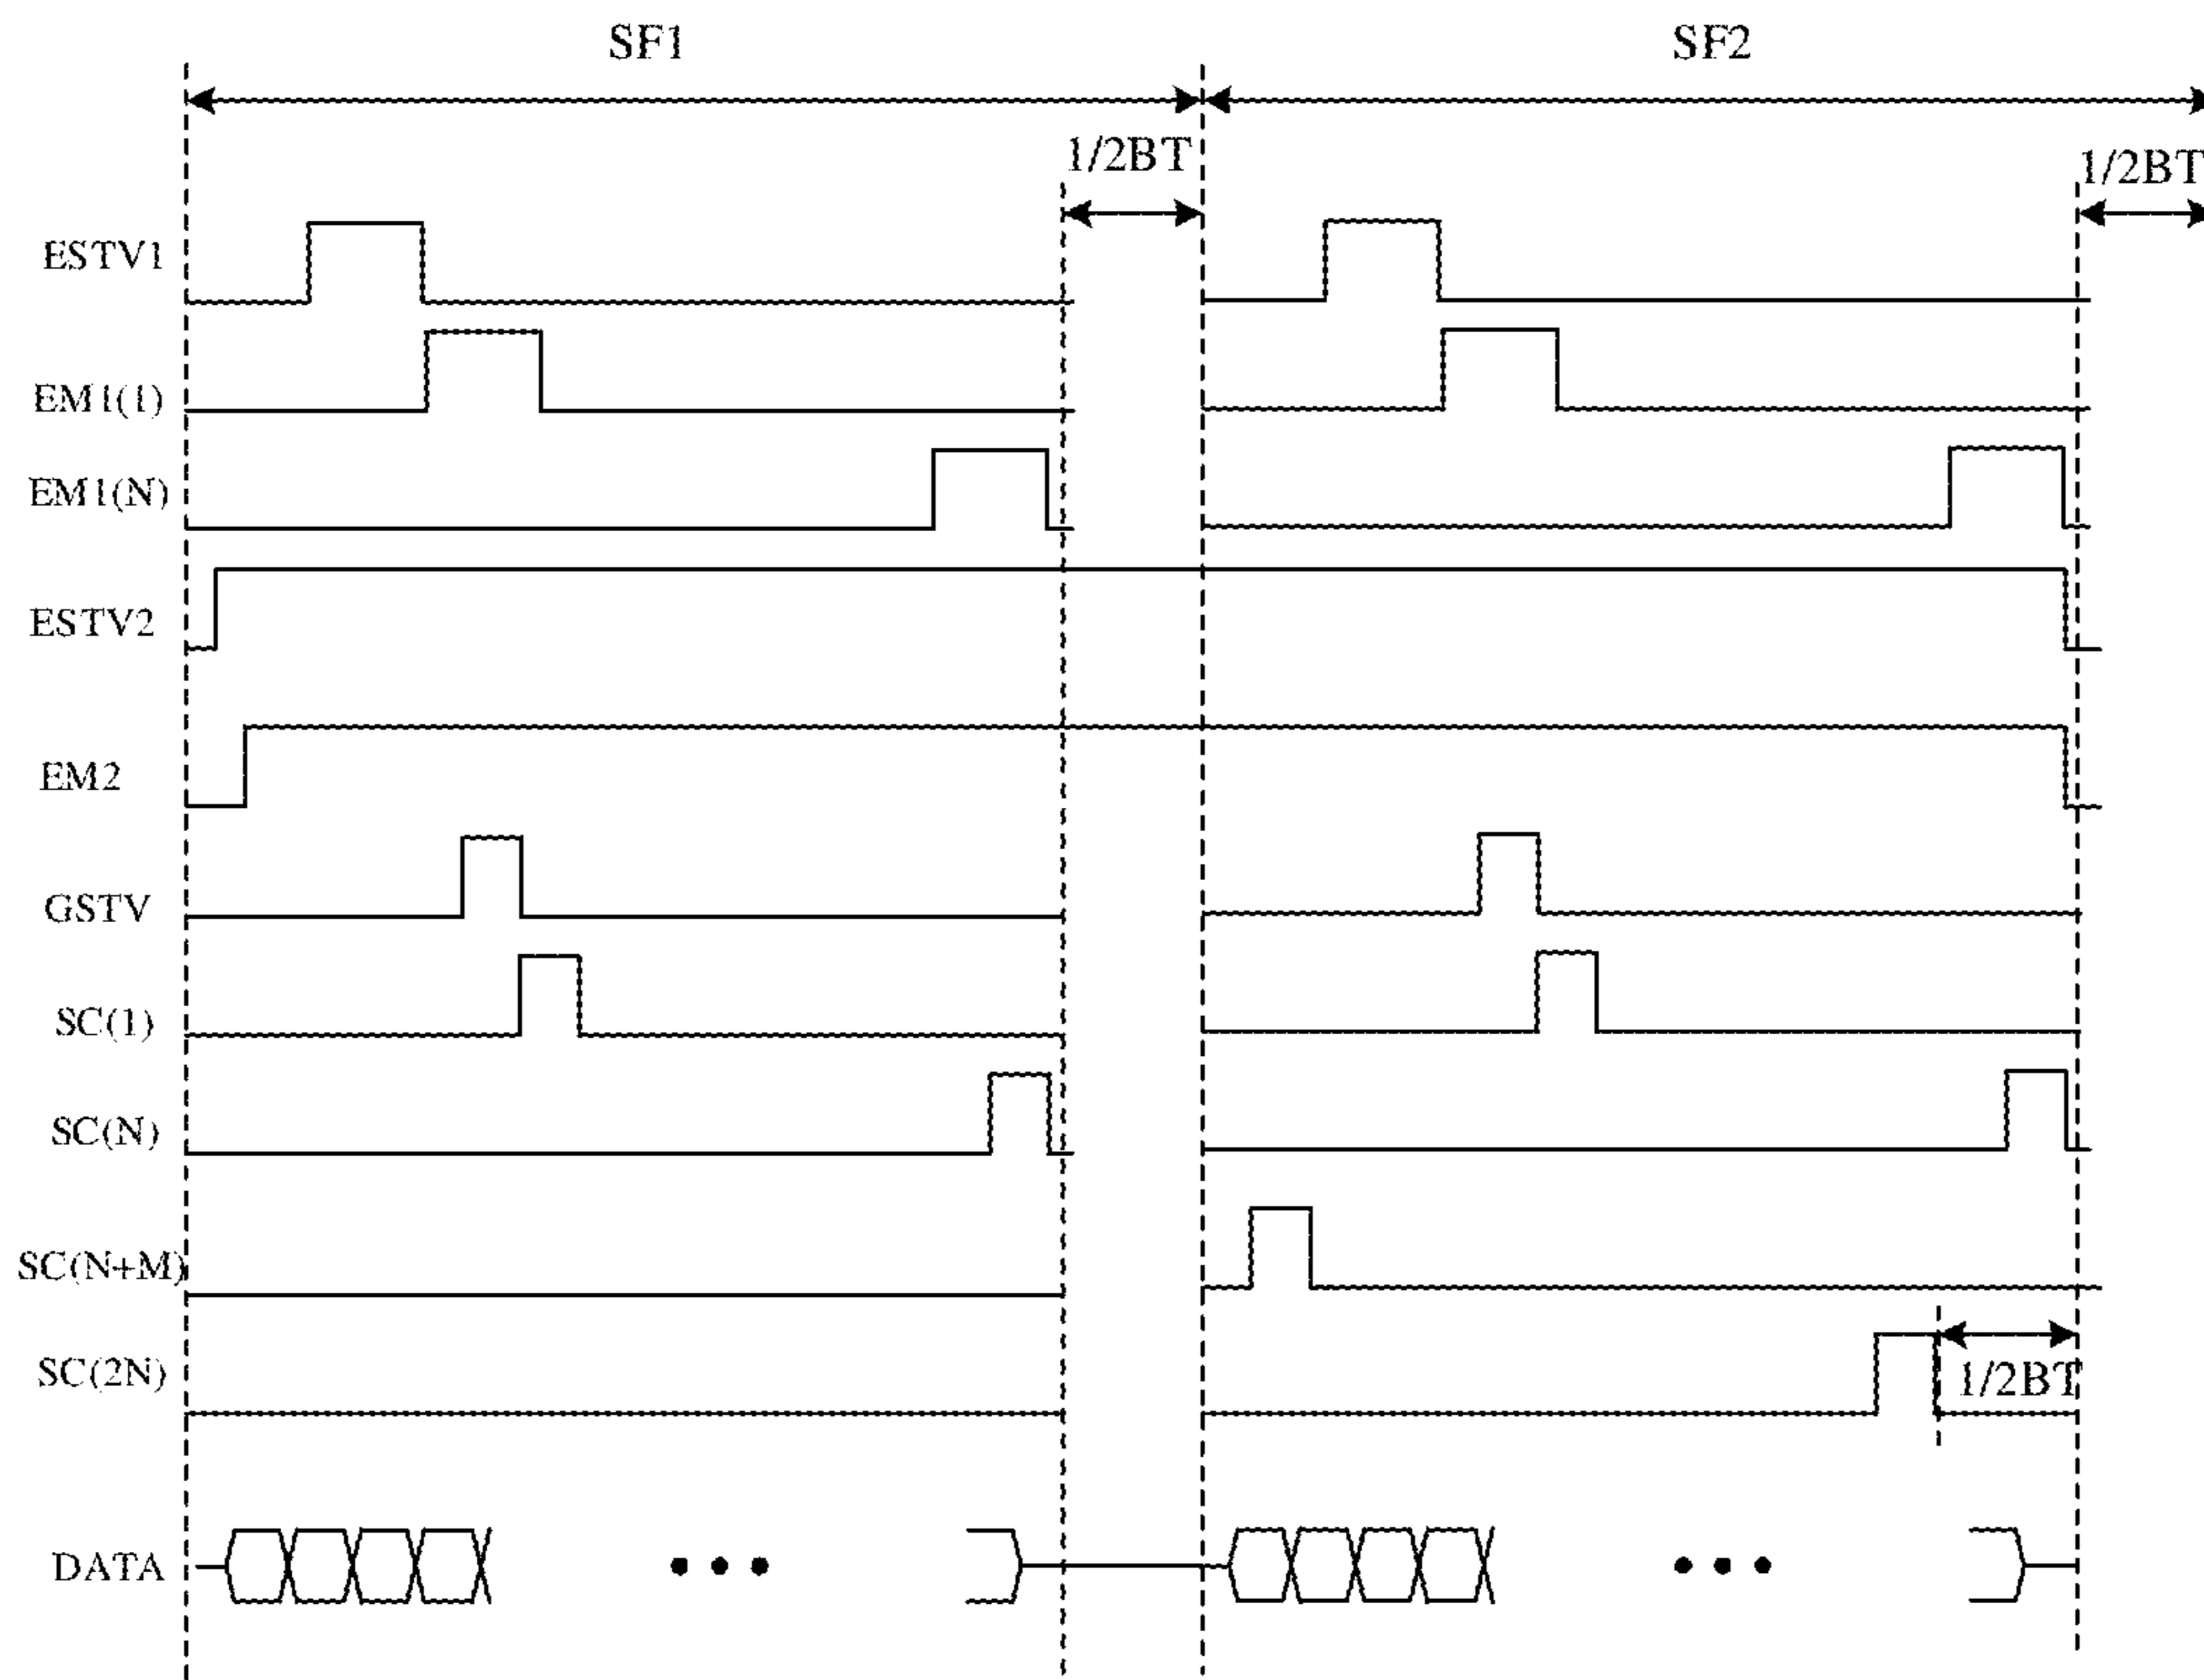 SF1 SF2
1/2BT 1/2BT
ESTV1
EM1(1)
EM1(N)
ESTV2
EM2
GSTV
SC(1)
SC(N)
SC(N+M)
SC(2N) 1/2BT
DATA